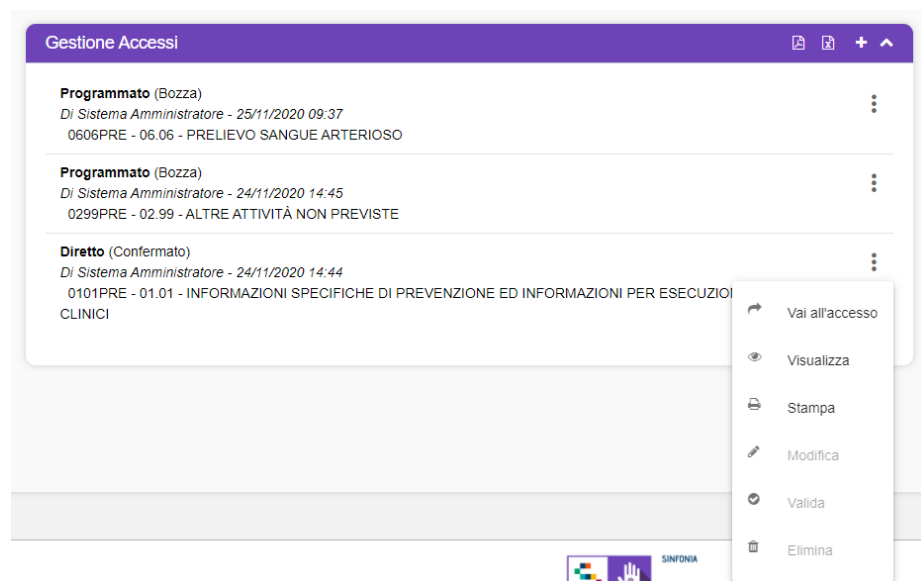 Gestione Accessi
Programmato (Bozza)
Di Sistema Amministratore - 25/11/2020 09:37
0606PRE - 06.06 - PRELIEVO SANGUE ARTERIOSO
Programmato (Bozza)
Di Sistema Amministratore - 24/11/2020 14:45
0299PRE - 02.99 - ALTRE ATTIVITÀ NON PREVISTE
Diretto (Confermato)
Di Sistema Amministratore - 24/11/2020 14:44
0101PRE - 01.01 - INFORMAZIONI SPECIFICHE DI PREVENZIONE ED INFORMAZIONI PER
CLINICI
Vai all'accesso
Visualizza
Stampa
Modifica
Valida
Elimina
SINFONIA